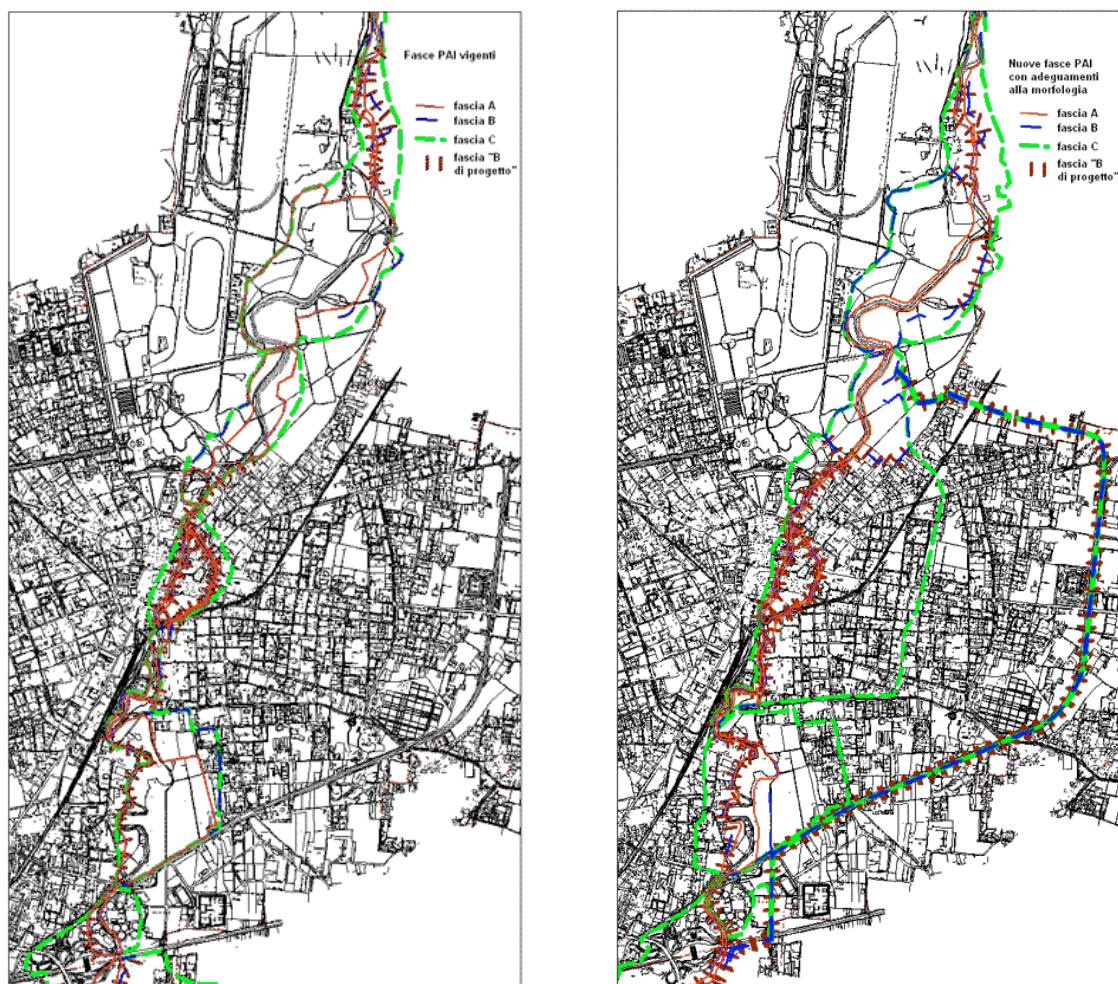 Fasce PAI vigenti
fascia A
fascia B
fascia C
fascia "B
di progetto"
Nuove fasce PAI
con adeguamenti
alla morfologia
fascia A
fascia B
fascia C
fascia "B
di progetto"